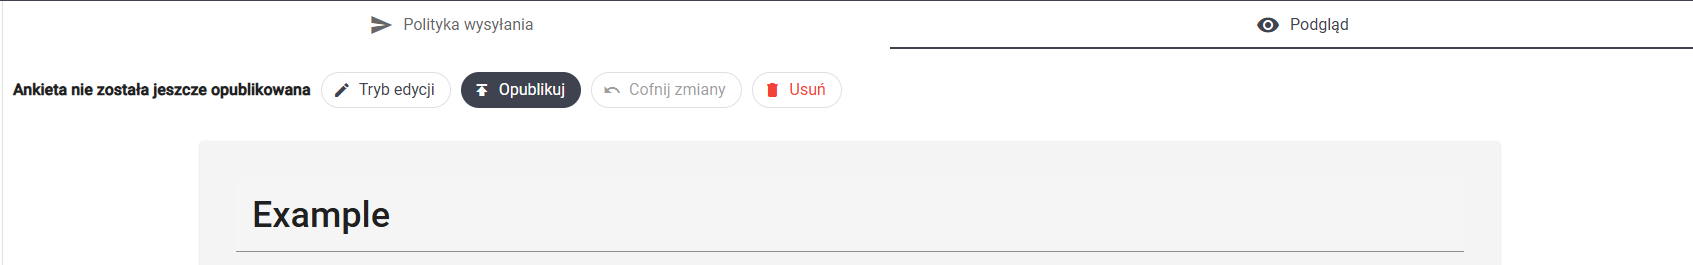 Polityka wysyłania
Podgląd
Ankieta nie została jeszcze opublikowana
Tryb edycji
Opublikuj
Cofnij zmiany
Usuń
Example